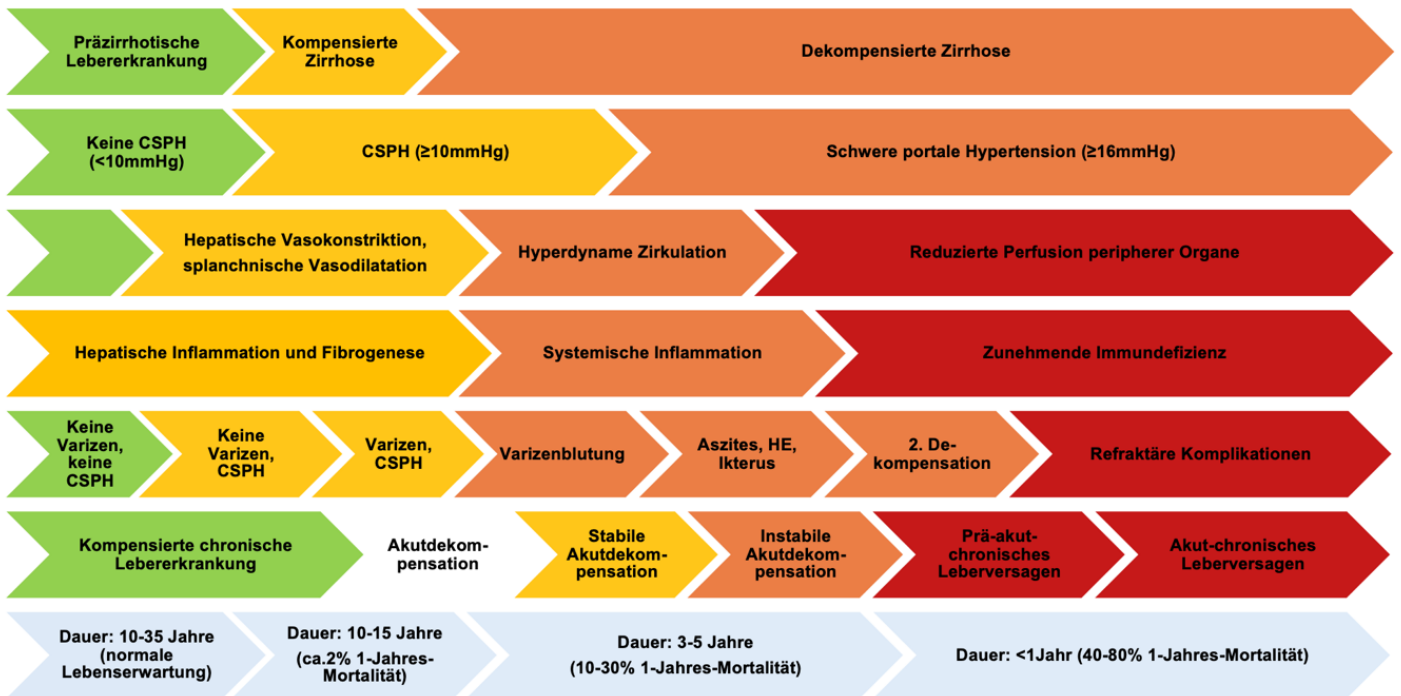 Präzirrhotische
Lebererkrankung
Kompensierte
Zirrhose
Dekompensierte Zirrhose
Keine CSPH
(<10mmHg)
CSPH (≥10mmHg)
Schwere portale Hypertension (≥16mmHg)
Hepatische Vasokonstriktion,
splanchnische Vasodilatation
Hyperdyname Zirkulation
Reduzierte Perfusion peripherer Organe
Hepatische Inflammation und Fibrogenese
Systemische Inflammation
Zunehmende Immundefizienz
Keine
Varizen,
keine
CSPH
Keine
Varizen,
CSPH
Varizen,
CSPH
Varizenblutung
Aszites, HE,
Ikterus
2. De-
kompensation
Refraktäre Komplikationen
Kompensierte chronische
Lebererkrankung
Akutdekom-
pensation
Stabile
Akutdekom-
pensation
Instabile
Akutdekom-
pensation
Prä-akut-
chronisches
Leberversagen
Akut-chronisches
Leberversagen
Dauer: 10-35 Jahre
(normale
Lebenserwartung)
Dauer: 10-15 Jahre
(ca.2% 1-Jahres-
Mortalität)
Dauer: 3-5 Jahre
(10-30% 1-Jahres-Mortalität)
Dauer: <1Jahr (40-80% 1-Jahres-Mortalität)